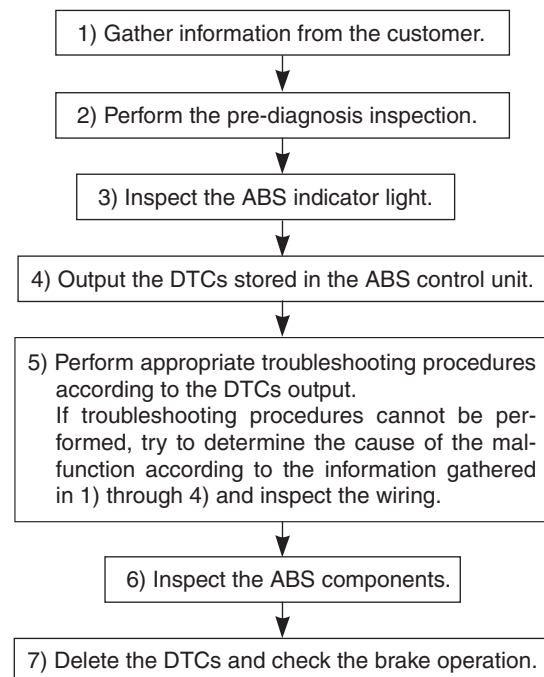 1) Gather information from the customer.
2) Perform the pre-diagnosis inspection.
3) Inspect the ABS indicator light.
4) Output the DTCs stored in the ABS control unit.
5) Perform appropriate troubleshooting procedures
according to the DTCs output.
If troubleshooting procedures cannot be per-
formed, try to determine the cause of the mal-
function according to the information gathered
in 1) through 4) and inspect the wiring.
6) Inspect the ABS components.
7) Delete the DTCs and check the brake operation.